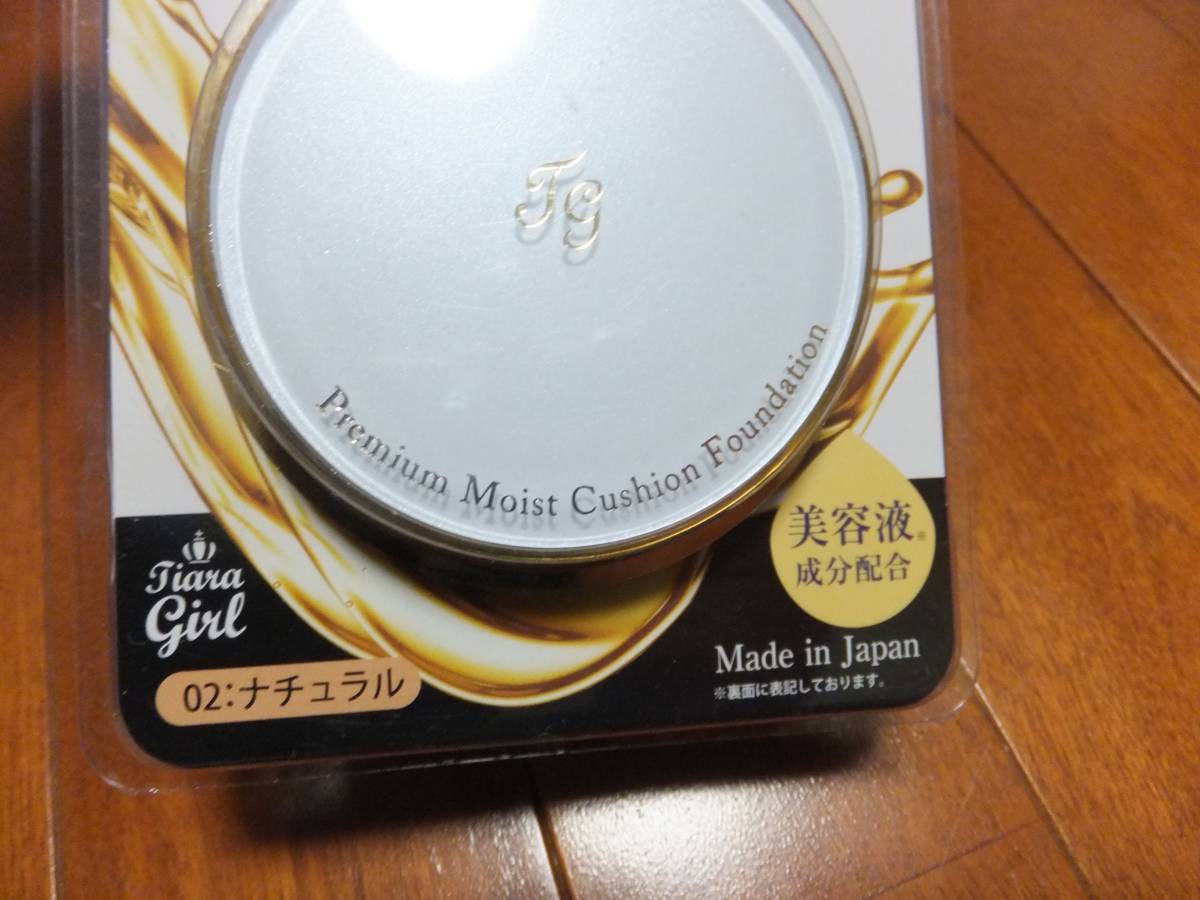 TG
Premium Moist Cushion Foundation
美容液※
成分配合
Tiara
Girl
02:ナチュラル
Made in Japan
※裏面に表記しております。